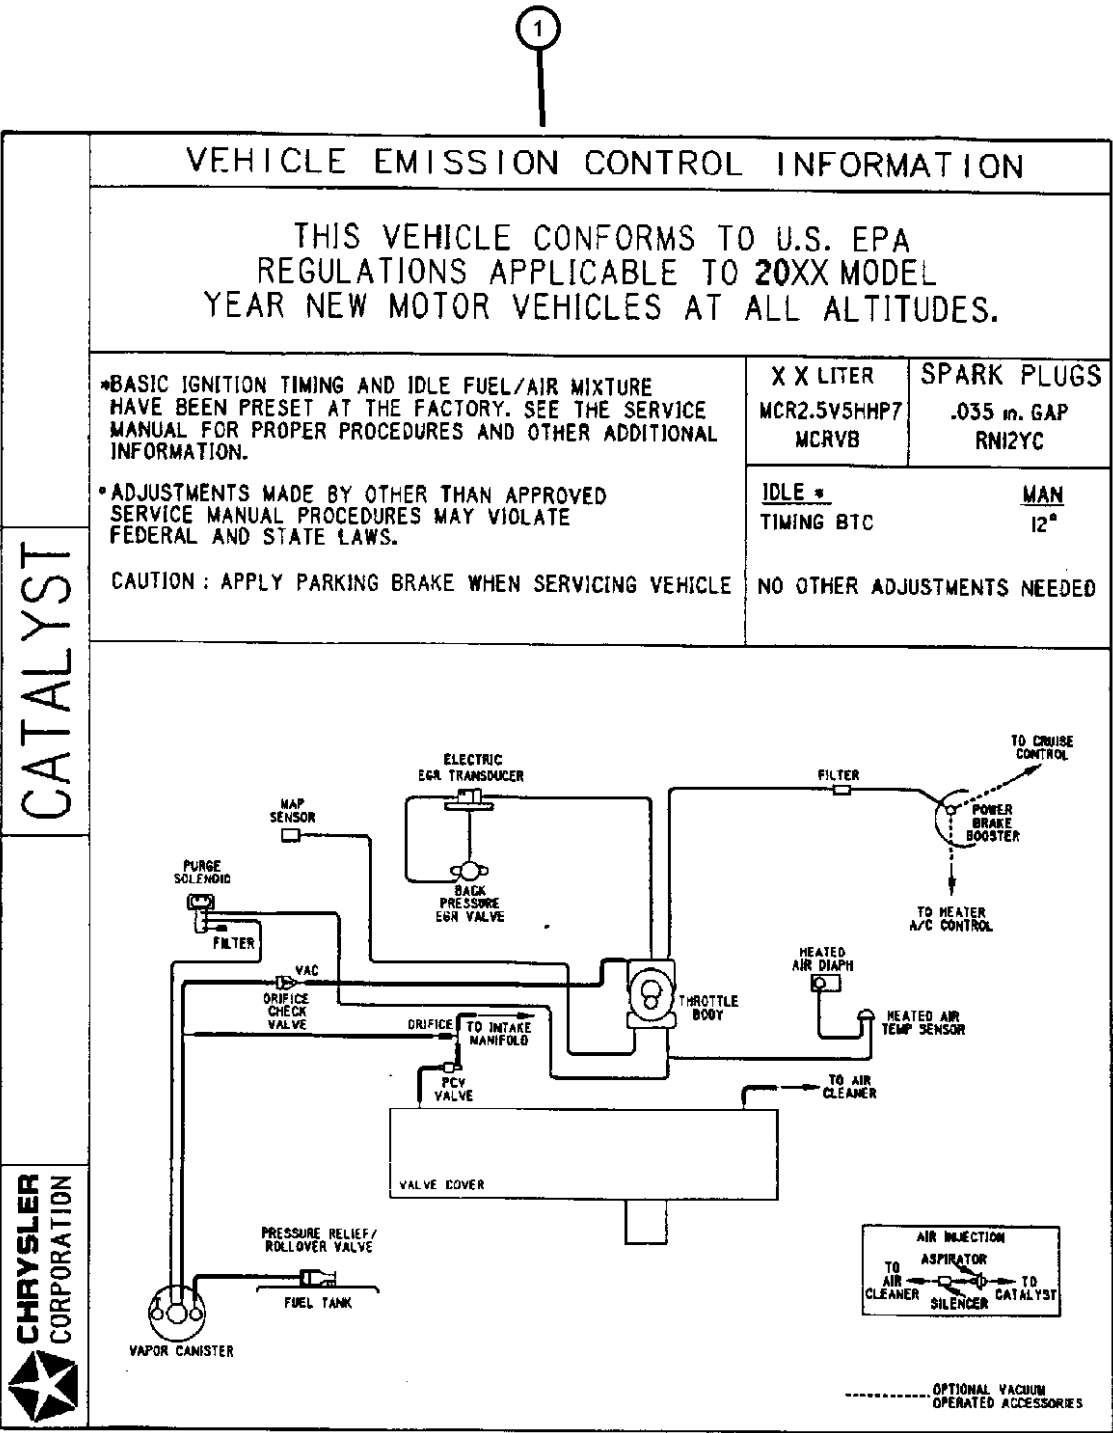 1
VEHICLE EMISSION CONTROL INFORMATION
THIS VEHICLE CONFORMS TO U.S. EPA
REGULATIONS APPLICABLE TO 20XX MODEL
YEAR NEW MOTOR VEHICLES AT ALL ALTITUDES.
*BASIC IGNITION TIMING AND IDLE FUEL/AIR MIXTURE
HAVE BEEN PRESET AT THE FACTORY. SEE THE SERVICE
MANUAL FOR PROPER PROCEDURES AND OTHER ADDITIONAL
INFORMATION.
•ADJUSTMENTS MADE BY OTHER THAN APPROVED
SERVICE MANUAL PROCEDURES MAY VIOLATE
FEDERAL AND STATE LAWS.
CAUTION : APPLY PARKING BRAKE WHEN SERVICING VEHICLE
X X LITER
MCR2.5V5HHP7
MCRVB
SPARK PLUGS
.035 in. GAP
RN12YC
IDLE *
MAN
TIMING BTC
12°
NO OTHER ADJUSTMENTS NEEDED
CATALYST
CHRYSLER
CORPORATION
TO CRUISE
CONTROL
ELECTRIC
EGR TRANSDUCER
FILTER
MAP
SENSOR
POWER
BRAKE
BOOSTER
PURGE
SOLENOID
BACK
PRESSURE
EGR VALVE
TO HEATER
A/C CONTROL
FILTER
HEATED
AIR DIAPH
VAC
ORIFICE
CHECK
VALVE
THROTTLE
BODY
ORIFICE
TO INTAKE
MANIFOLD
HEATED AIR
TEMP SENSOR
PCV
VALVE
TO AIR
CLEANER
VALVE COVER
PRESSURE RELIEF/
ROLLOVER VALVE
FUEL TANK
VAPOR CANISTER
AIR INJECTION
ASPIRATOR
TO
AIR
CLEANER
SILENCER
TO
CATALYST
OPTIONAL VACUUM
OPERATED ACCESSORIES